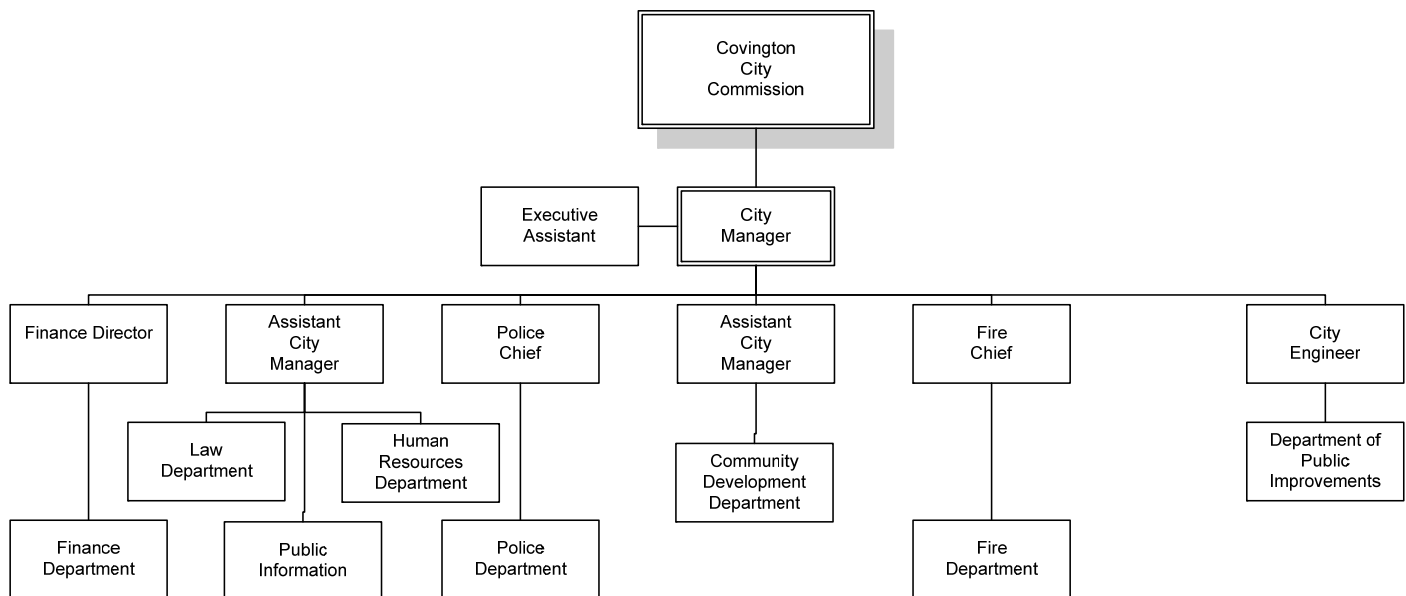 Covington
City
Commission
Executive
Assistant
City
Manager
Finance Director
Assistant
City
Manager
Police
Chief
Assistant
City
Manager
Fire
Chief
City
Engineer
Law
Department
Human
Resources
Department
Community
Development
Department
Department of
Public
Improvements
Finance
Department
Public
Information
Police
Department
Fire
Department